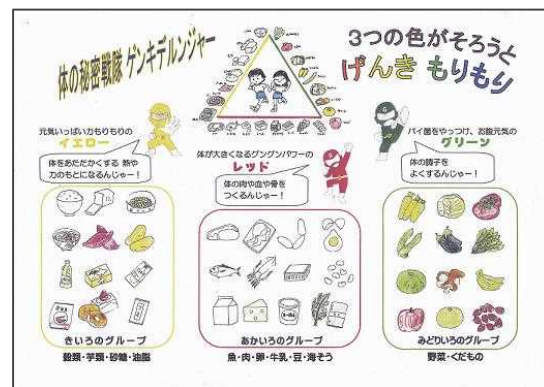 体の秘密戦隊 ゲンキデルンジャー
3つの色がそろうと
げんき もりもり
元気いっぱい力もりもりの
イエロー
体をあたたかくする 熱や
力のもとになるんじゃー!
体が大きくなるグングンパワーの
レッド
体の肉や血や骨を
つくるんじゃー!
バイ菌をやっつけ、お腹元気の
グリーン
体の調子を
よくするんじゃー!
きいろのグループ
穀類・芋類・砂糖・油脂
あかいろのグループ
魚・肉・卵・牛乳・豆・海そう
みどりいろのグループ
野菜・くだもの